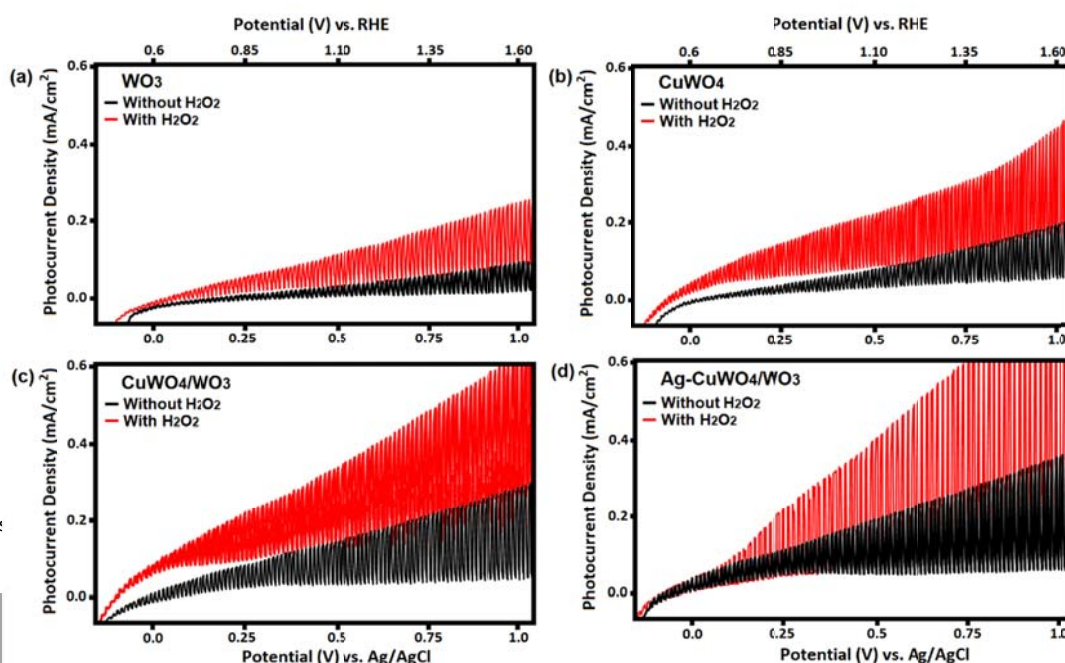 Potential (V) vs. RHE
0.6 0.85 1.10 1.35 1.60
(a)
WO3
Without H2O2
With H2O2
Photocurrent Density (mA/cm2)
0.6
0.4
0.2
0.0
0.0 0.25 0.5 0.75 1.0
Potential (V) vs. RHE
0.6 0.85 1.10 1.35 1.60
(b)
CuWO4
Without H2O2
With H2O2
Photocurrent Density (mA/cm2)
0.6
0.4
0.2
0.0
0.0 0.25 0.5 0.75 1.0
(c)
CuWO4/WO3
Without H2O2
With H2O2
Photocurrent Density (mA/cm2)
0.6
0.4
0.2
0.0
0.0 0.25 0.5 0.75 1.0
Potential (V) vs. Ag/AgCl
(d)
Ag-CuWO4/WO3
Without H2O2
With H2O2
Photocurrent Density (mA/cm2)
0.6
0.4
0.2
0.0
0.0 0.25 0.5 0.75 1.0
Potential (V) vs. Ag/AgCl